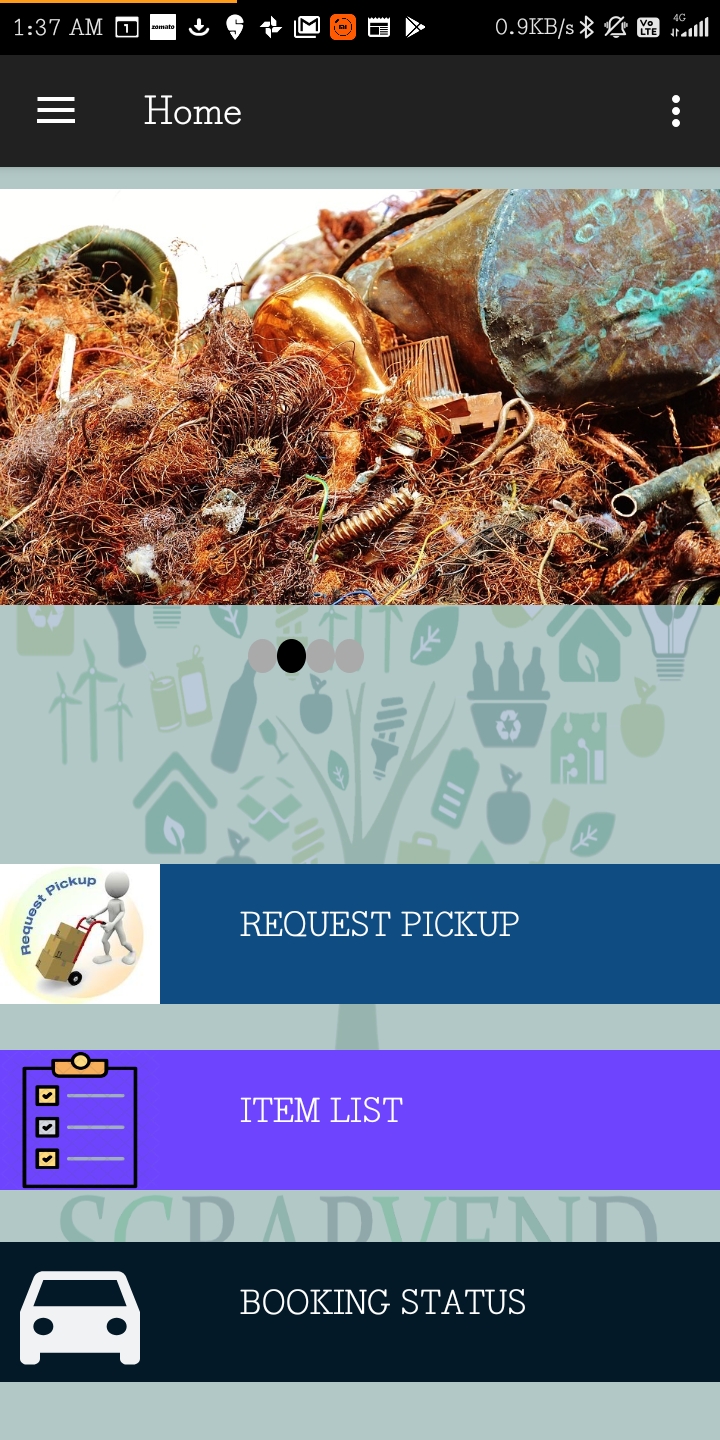 1:37 AM 1 zomato 0.9KB/s Vo LTE 4G
Home
Request Pickup
REQUEST PICKUP
ITEM LIST
SCRAPVEND
BOOKING STATUS